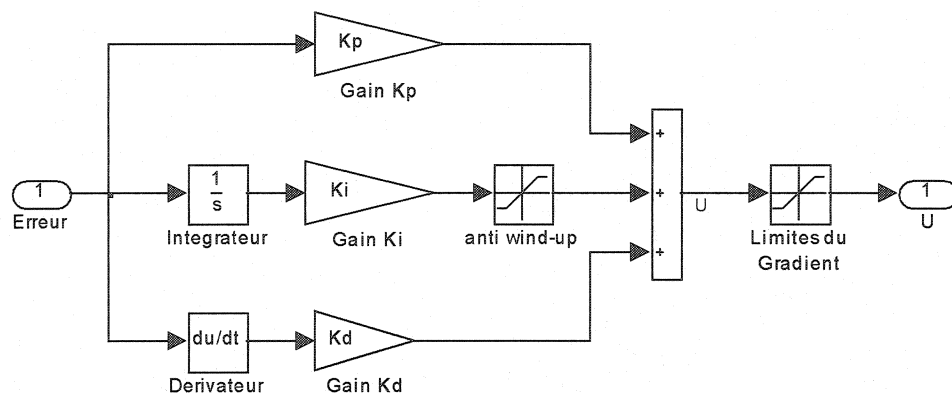 Kp
Gain Kp
+
1
Erreur
1
s
Integrateur
Ki
Gain Ki
anti wind-up
+
U
Limites du
Gradient
1
U
+
du/dt
Derivateur
Kd
Gain Kd